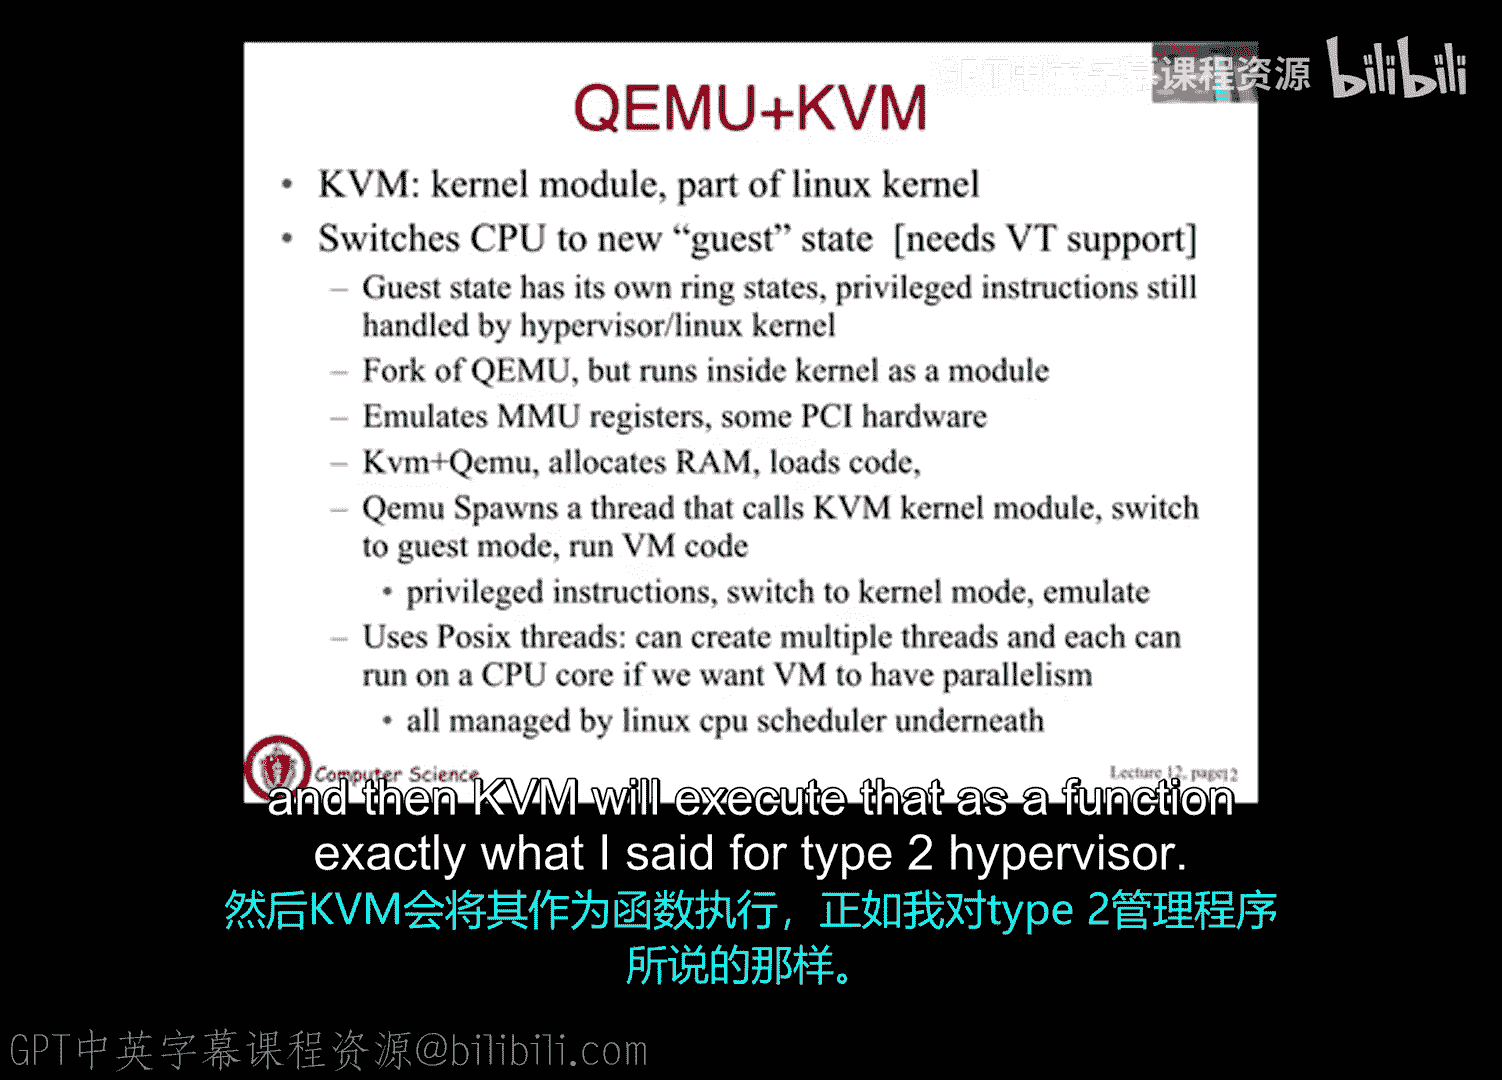 课程资源 bilibili
QEMU+KVM
• KVM: kernel module, part of linux kernel
• Switches CPU to new “guest” state [needs VT support]
– Guest state has its own ring states, privileged instructions still
handled by hypervisor/linux kernel
– Fork of QEMU, but runs inside kernel as a module
– Emulates MMU registers, some PCI hardware
– Kvm+Qemu, allocates RAM, loads code,
– Qemu Spawns a thread that calls KVM kernel module, switch
to guest mode, run VM code
• privileged instructions, switch to kernel mode, emulate
– Uses Posix threads: can create multiple threads and each can
run on a CPU core if we want VM to have parallelism
• all managed by linux cpu scheduler underneath
Computer Science
Lecture 12, page12
and then KVM will execute that as a function
exactly what I said for type 2 hypervisor.
然后KVM会将其作为函数执行，正如我对type 2管理程序
所说的那样。
GPT中英字幕课程资源@bilibili.com